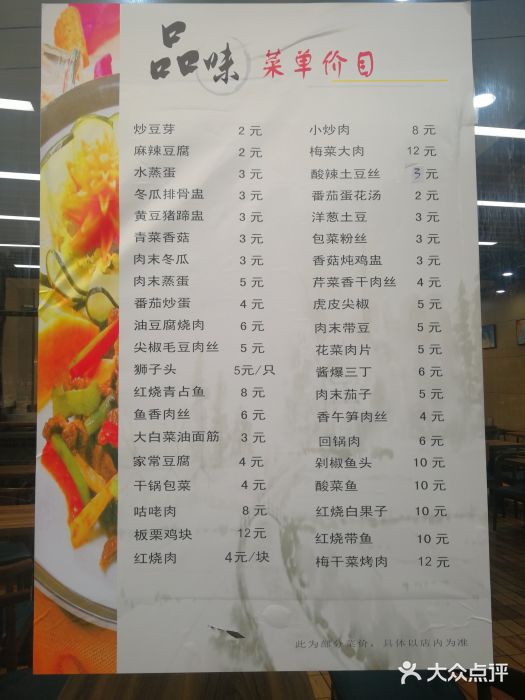 品味 菜单价目
炒豆芽 2元
麻辣豆腐 2元
水蒸蛋 3元
冬瓜排骨盅 3元
黄豆猪蹄盅 3元
青菜香菇 3元
肉末冬瓜 3元
肉末蒸蛋 5元
番茄炒蛋 4元
油豆腐烧肉 6元
尖椒毛豆肉丝 5元
狮子头 5元/只
红烧青占鱼 8元
鱼香肉丝 6元
大白菜油面筋 3元
家常豆腐 4元
干锅包菜 4元
咕咾肉 8元
板栗鸡块 12元
红烧肉 4元/块
小炒肉 8元
梅菜大肉 12元
酸辣土豆丝 3元
番茄蛋花汤 2元
洋葱土豆 3元
包菜粉丝 3元
香菇炖鸡盅 3元
芹菜香干肉丝 4元
虎皮尖椒 5元
肉末带豆 5元
花菜肉片 5元
酱爆三丁 6元
肉末茄子 5元
香午笋肉丝 4元
回锅肉 6元
剁椒鱼头 10元
酸菜鱼 10元
红烧白果子 10元
红烧带鱼 10元
梅干菜烤肉 12元
此为部分菜价，具体以店内为准
大众点评